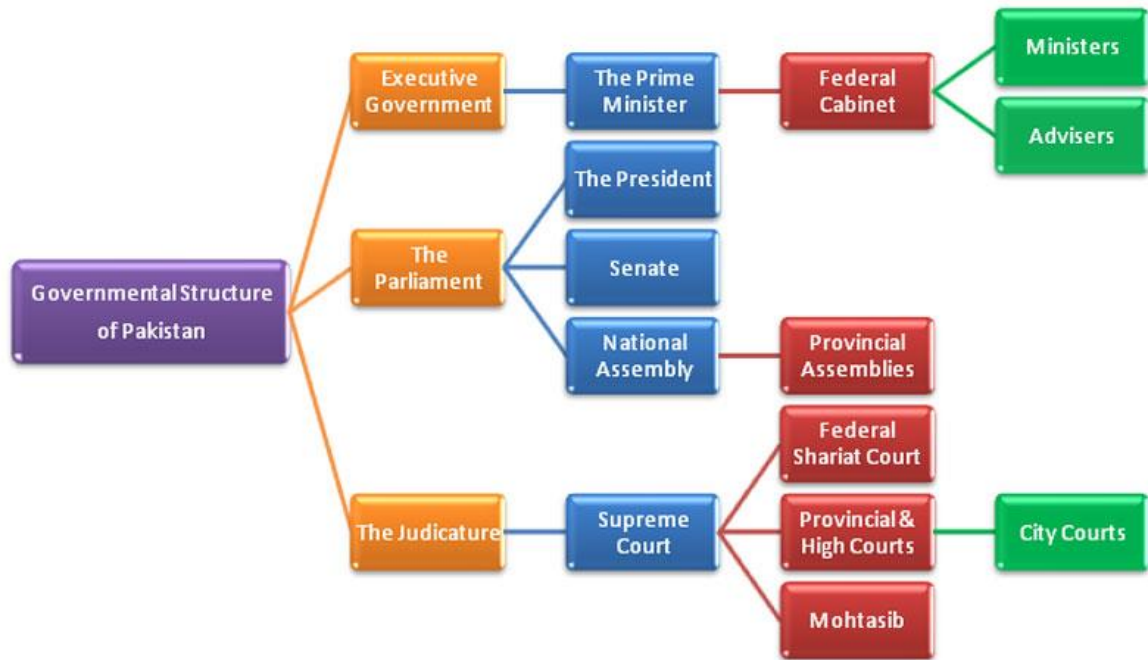 Governmental Structure
of Pakistan
Executive
Government
The Prime
Minister
Federal
Cabinet
Ministers
Advisers
The
Parliament
The President
Senate
National
Assembly
Provincial
Assemblies
The Judicature
Supreme
Court
Federal
Shariat Court
Provincial &
High Courts
City Courts
Mohtasib